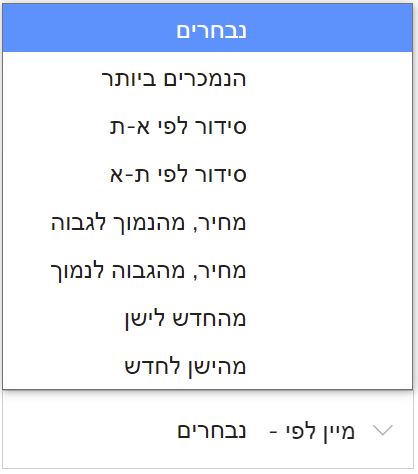 נבחרים
הנמכרים ביותר
סידור לפי א-ת
סידור לפי ת-א
מחיר, מהנמוך לגבוה
מחיר, מהגבוה לנמוך
מהחדש לישן
מהישן לחדש
מיין לפי - נבחרים